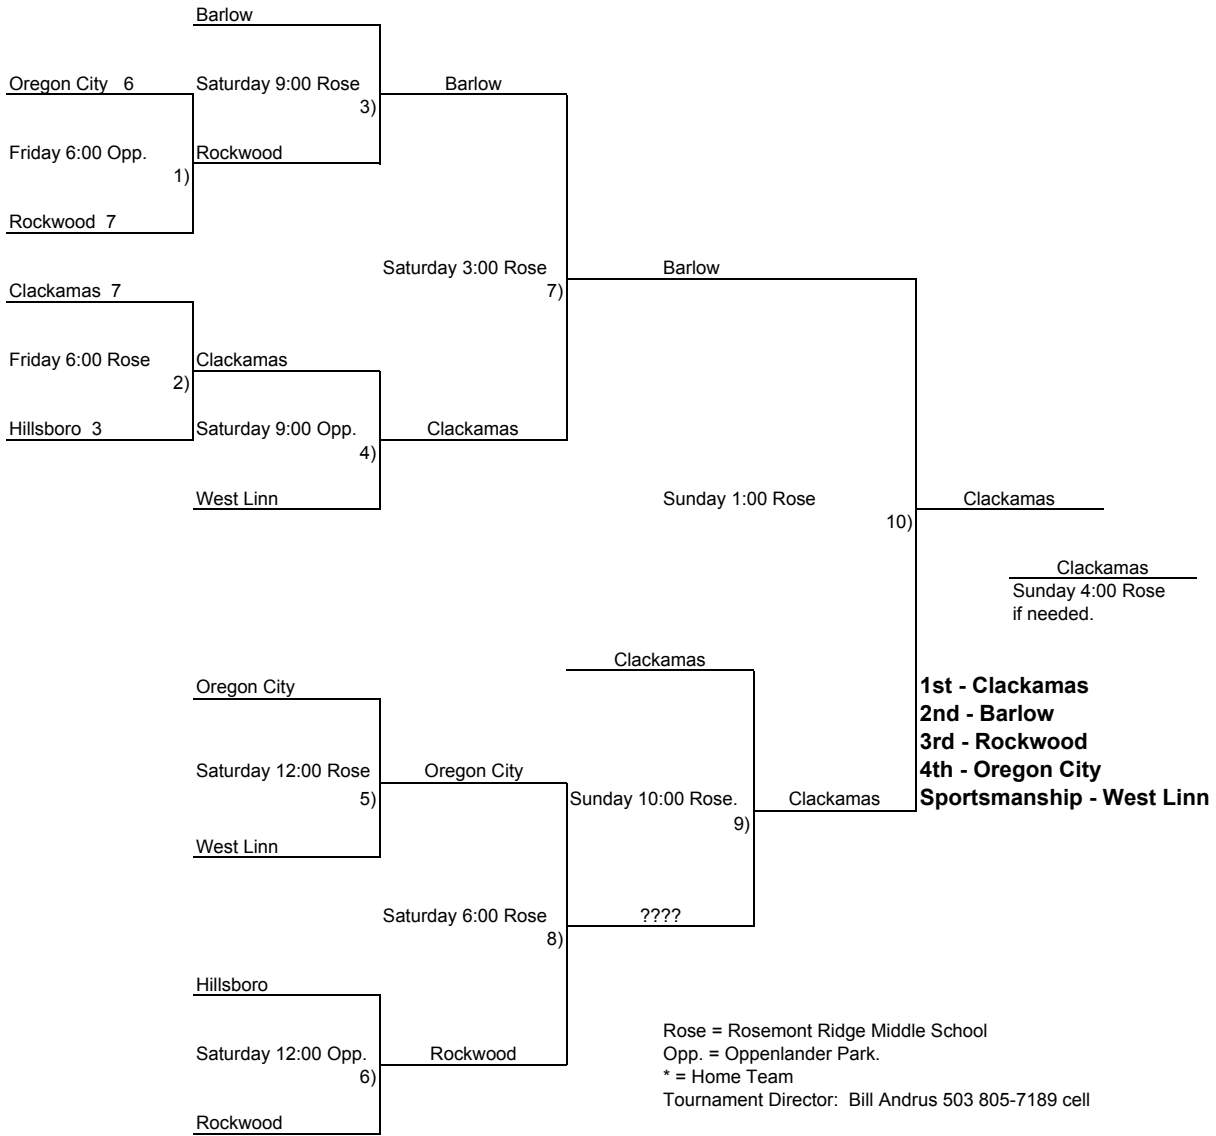 Barlow
Oregon City 6
Saturday 9:00 Rose
Barlow
3)
Friday 6:00 Opp.
Rockwood
1)
Rockwood 7
Saturday 3:00 Rose
Barlow
7)
Clackamas 7
Friday 6:00 Rose
Clackamas
2)
Hillsboro 3
Saturday 9:00 Opp.
Clackamas
4)
West Linn
Sunday 1:00 Rose
Clackamas
10)
Clackamas
Sunday 4:00 Rose
if needed.
Clackamas
Oregon City
1st - Clackamas
2nd - Barlow
3rd - Rockwood
4th - Oregon City
Sportsmanship - West Linn
Saturday 12:00 Rose
Oregon City
5)
Sunday 10:00 Rose.
Clackamas
9)
West Linn
Saturday 6:00 Rose
????
8)
Hillsboro
Saturday 12:00 Opp.
Rockwood
6)
Rockwood
Rose = Rosemont Ridge Middle School
Opp. = Oppenlander Park.
* = Home Team
Tournament Director: Bill Andrus 503 805-7189 cell